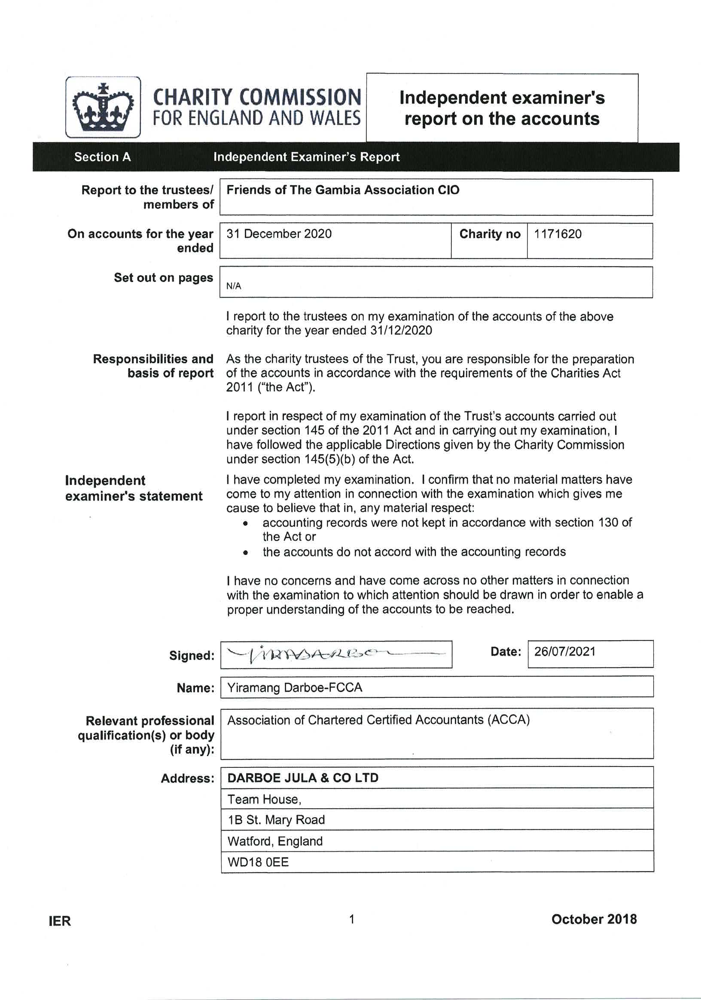 CHARITY COMMISSION
FOR ENGLAND AND WALES
Independent examiner's
report on the accounts
Section A Independent Examiner's Report
Report to the trustees/
members of
Friends of The Gambia Association CIO
On accounts for the year
ended
31 December 2020
Charity no
1171620
Set out on pages
N/A
I report to the trustees on my examination of the accounts of the above
charity for the year ended 31/12/2020
Responsibilities and
basis of report
As the charity trustees of the Trust, you are responsible for the preparation
of the accounts in accordance with the requirements of the Charities Act
2011 (“the Act”).
I report in respect of my examination of the Trust's accounts carried out
under section 145 of the 2011 Act and in carrying out my examination, I
have followed the applicable Directions given by the Charity Commission
under section 145(5)(b) of the Act.
Independent
examiner's statement
I have completed my examination. I confirm that no material matters have
come to my attention in connection with the examination which gives me
cause to believe that in, any material respect:
• accounting records were not kept in accordance with section 130 of
the Act or
• the accounts do not accord with the accounting records
I have no concerns and have come across no other matters in connection
with the examination to which attention should be drawn in order to enable a
proper understanding of the accounts to be reached.
Signed:
Date:
26/07/2021
Name:
Yiramang Darboe-FCCA
Relevant professional
qualification(s) or body
(if any):
Association of Chartered Certified Accountants (ACCA)
Address:
DARBOE JULA & CO LTD
Team House,
1B St. Mary Road
Watford, England
WD18 0EE
IER
1
October 2018